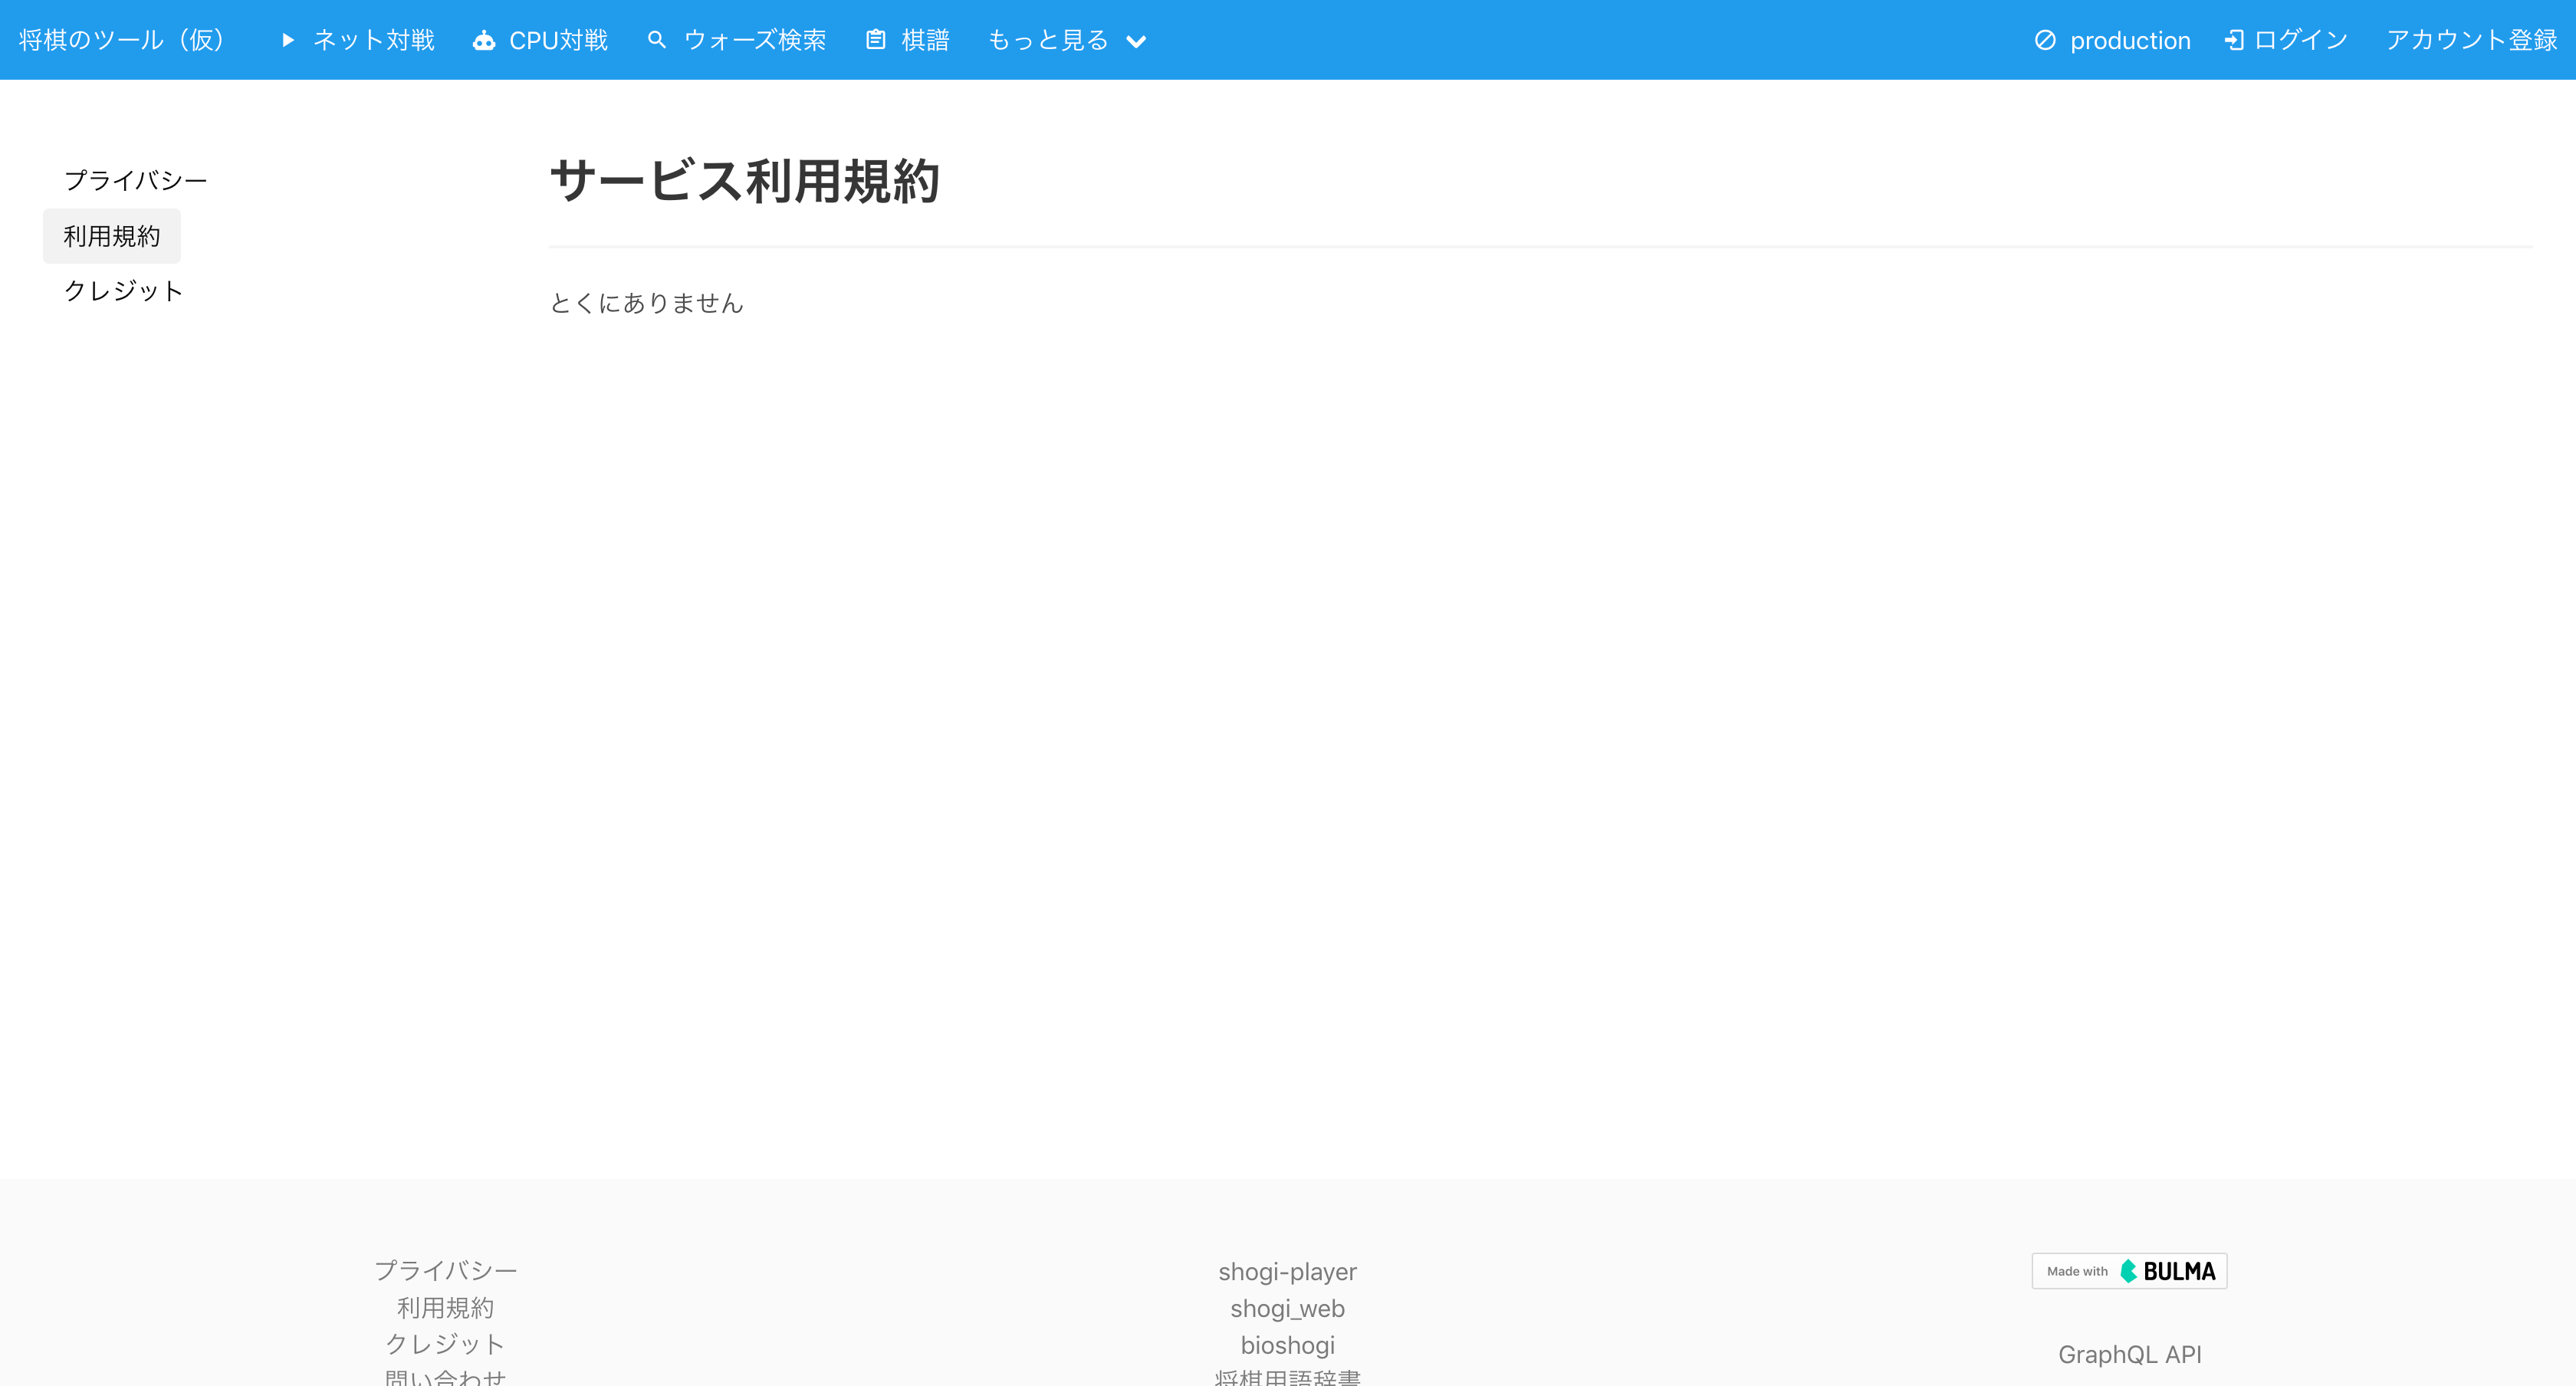 将棋のツール（仮） ネット対戦 CPU対戦 ウォーズ検索 棋譜 もっと見る production ログイン アカウント登録
プライバシー
利用規約
クレジット
サービス利用規約
とくにありません
プライバシー
利用規約
クレジット
問い合わせ
shogi-player
shogi_web
bioshogi
将棋用語辞書
Made with BULMA
GraphQL API